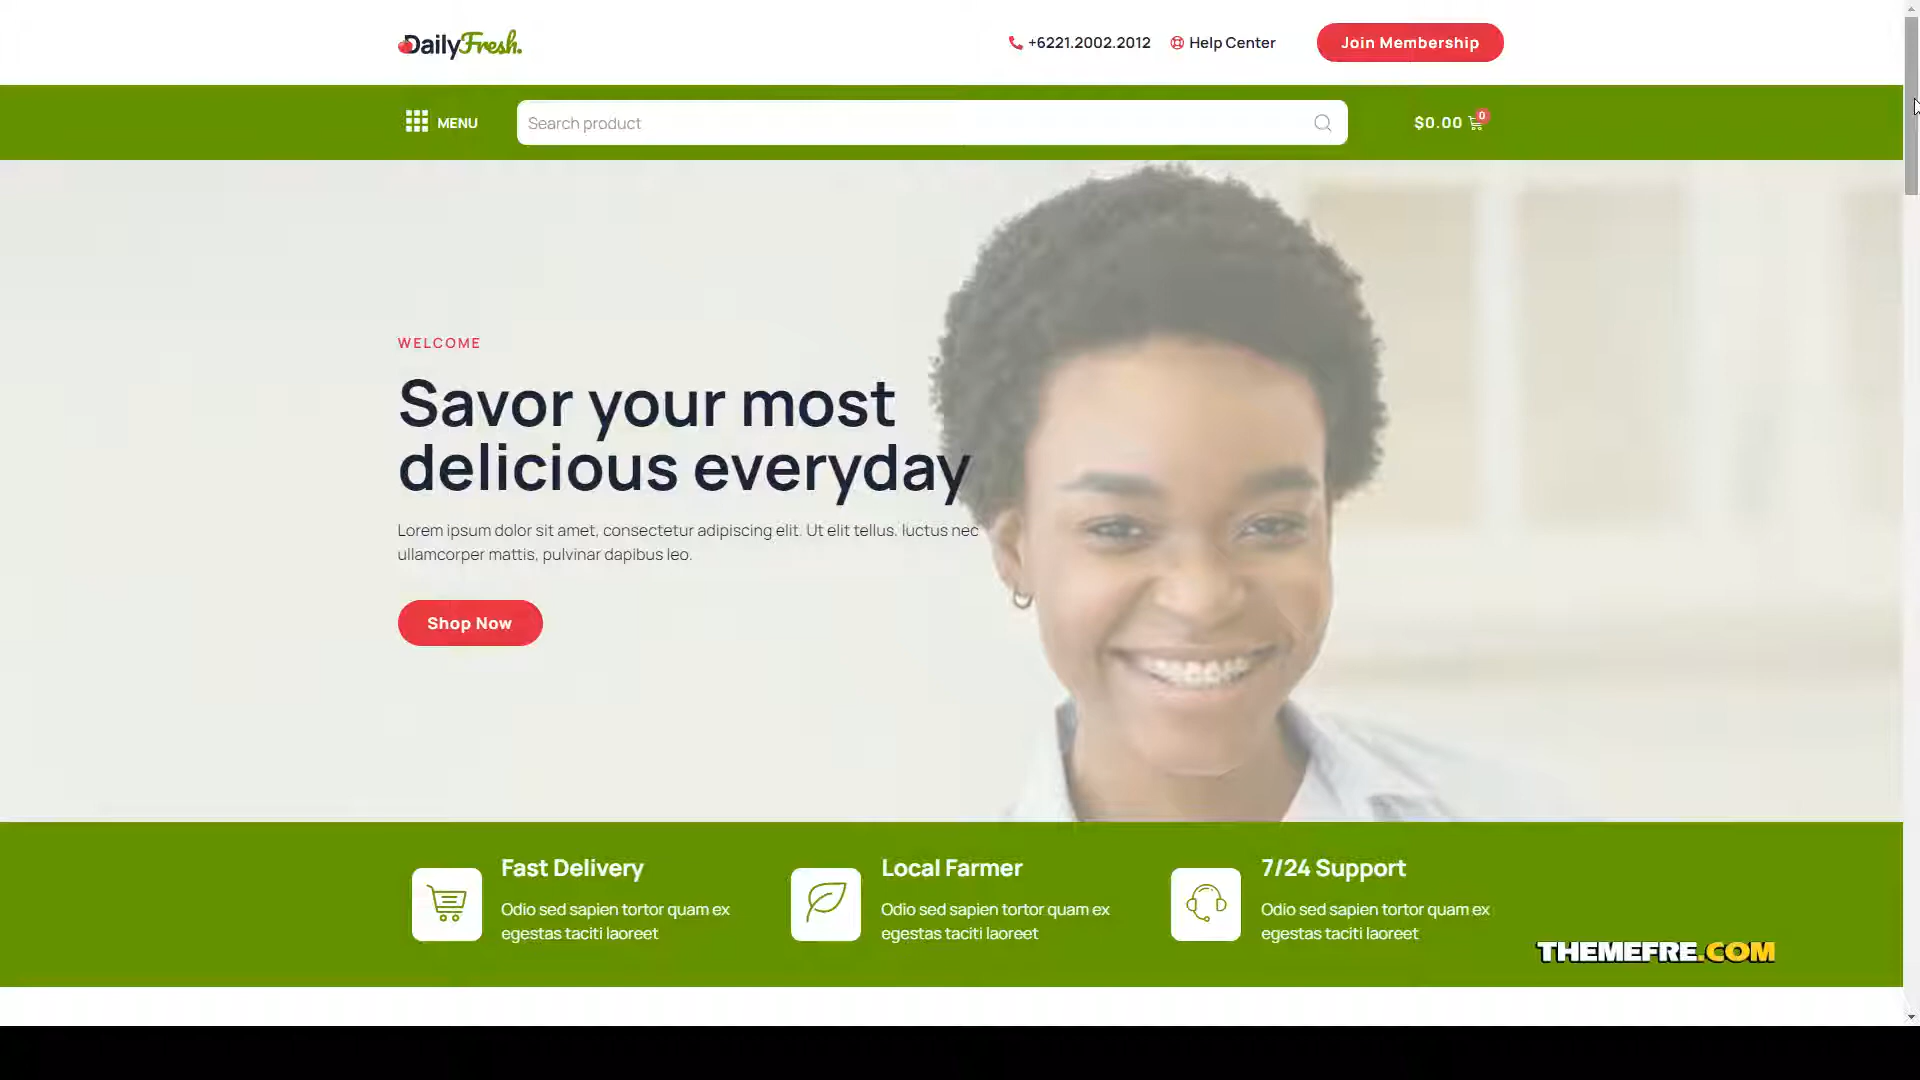 DailyFresh.
+6221.2002.2012
Help Center
Join Membership
MENU
Search product
$0.00
0
WELCOME
Savor your most
delicious everyday
Lorem ipsum dolor sit amet, consectetur adipiscing elit. Ut elit tellus, luctus nec
ullamcorper mattis, pulvinar dapibus leo.
Shop Now
Fast Delivery
Odio sed sapien tortor quam ex
egestas taciti laoreet
Local Farmer
Odio sed sapien tortor quam ex
egestas taciti laoreet
7/24 Support
Odio sed sapien tortor quam ex
egestas taciti laoreet
THEMEFRE.COM